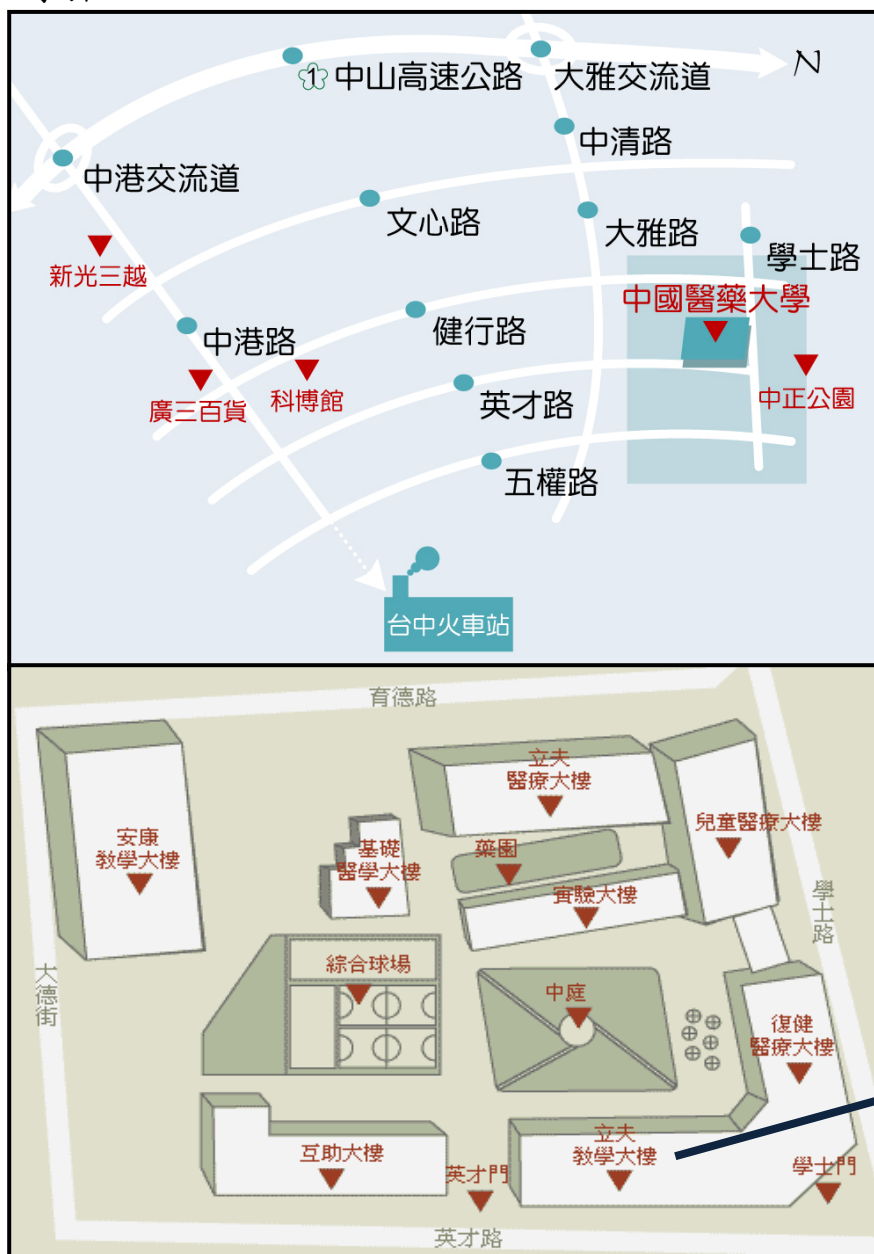 1 中山高速公路
大雅交流道
N
中清路
中港交流道
文心路
大雅路
學士路
新光三越
中國醫藥大學
中港路
健行路
廣三百貨
科博館
英才路
中正公園
五權路
台中火車站
育德路
立夫
醫療大樓
安康
教學大樓
基礎
醫學大樓
藥園
兒童醫療大樓
實驗大樓
學士路
大德街
綜合球場
中庭
復健
醫療大樓
互助大樓
英才門
立夫
教學大樓
學士門
英才路